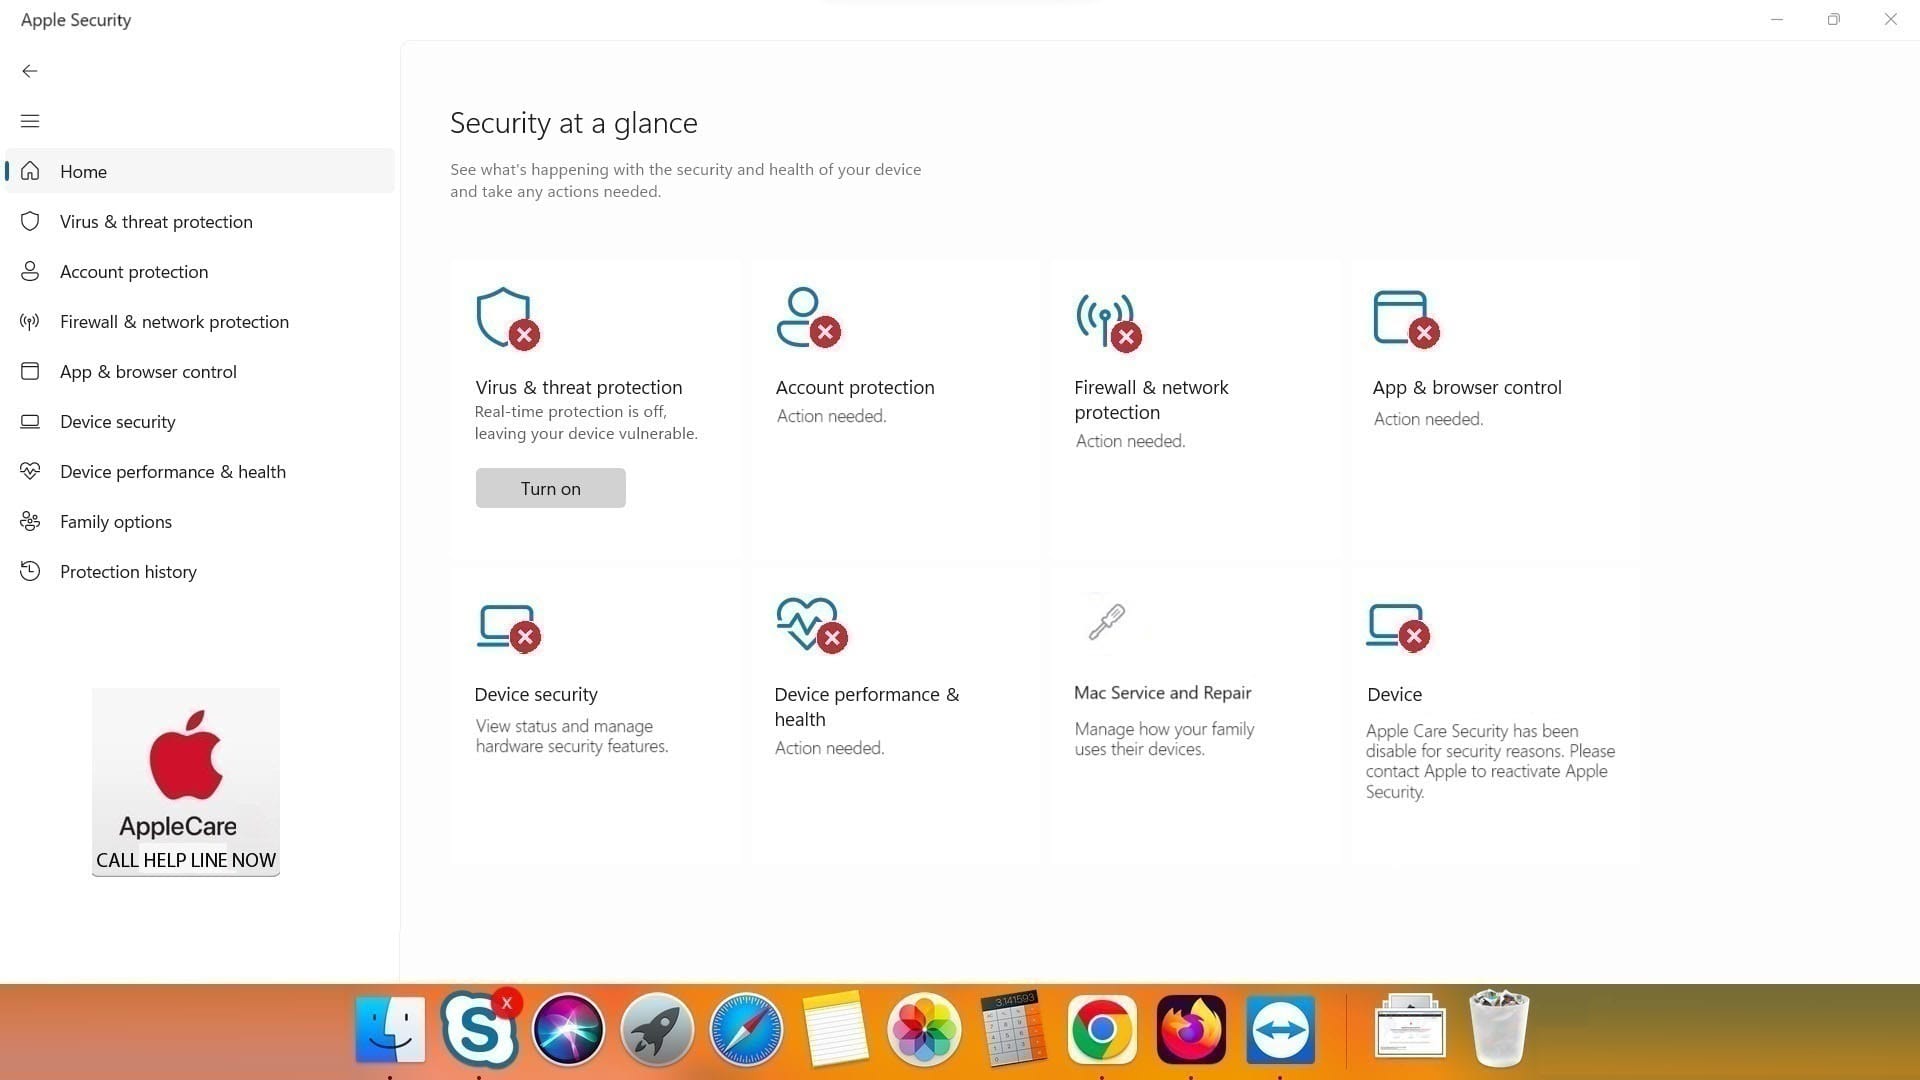 Apple Security
Home
Virus & threat protection
Account protection
Firewall & network protection
App & browser control
Device security
Device performance & health
Family options
Protection history
AppleCare
CALL HELP LINE NOW
Security at a glance
See what's happening with the security and health of your device
and take any actions needed.
Virus & threat protection
Real-time protection is off,
leaving your device vulnerable.
Turn on
Account protection
Action needed.
Firewall & network
protection
Action needed.
App & browser control
Action needed.
Device security
View status and manage
hardware security features.
Device performance &
health
Action needed.
Mac Service and Repair
Manage how your family
uses their devices.
Device
Apple Care Security has been
disable for security reasons. Please
contact Apple to reactivate Apple
Security.
S
X
3.141593